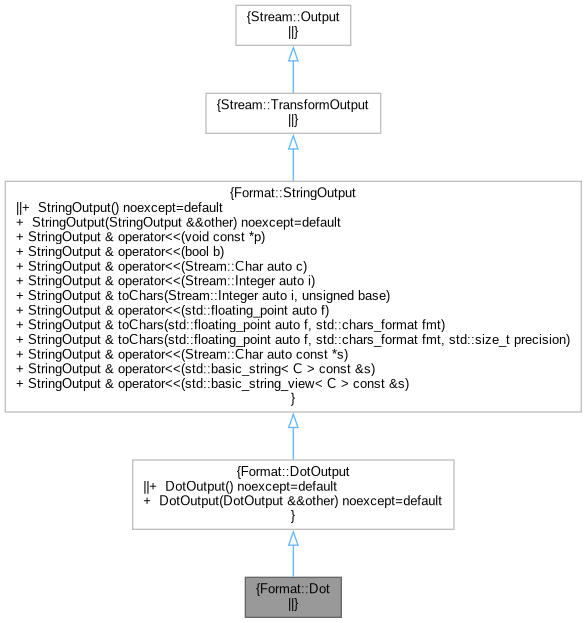 {Stream::Output
||}
{Stream::TransformOutput
||}
{Format::StringOutput
||+  StringOutput() noexcept=default
+  StringOutput(StringOutput &&other) noexcept=default
+ StringOutput & operator<<(void const *p)
+ StringOutput & operator<<(bool b)
+ StringOutput & operator<<(Stream::Char auto c)
+ StringOutput & operator<<(Stream::Integer auto i)
+ StringOutput & toChars(Stream::Integer auto i, unsigned base)
+ StringOutput & operator<<(std::floating_point auto f)
+ StringOutput & toChars(std::floating_point auto f, std::chars_format fmt)
+ StringOutput & toChars(std::floating_point auto f, std::chars_format fmt, std::size_t precision)
+ StringOutput & operator<<(Stream::Char auto const *s)
+ StringOutput & operator<<(std::basic_string< C > const &s)
+ StringOutput & operator<<(std::basic_string_view< C > const &s)
}
{Format::DotOutput
||+  DotOutput() noexcept=default
+  DotOutput(DotOutput &&other) noexcept=default
}
{Format::Dot
||}